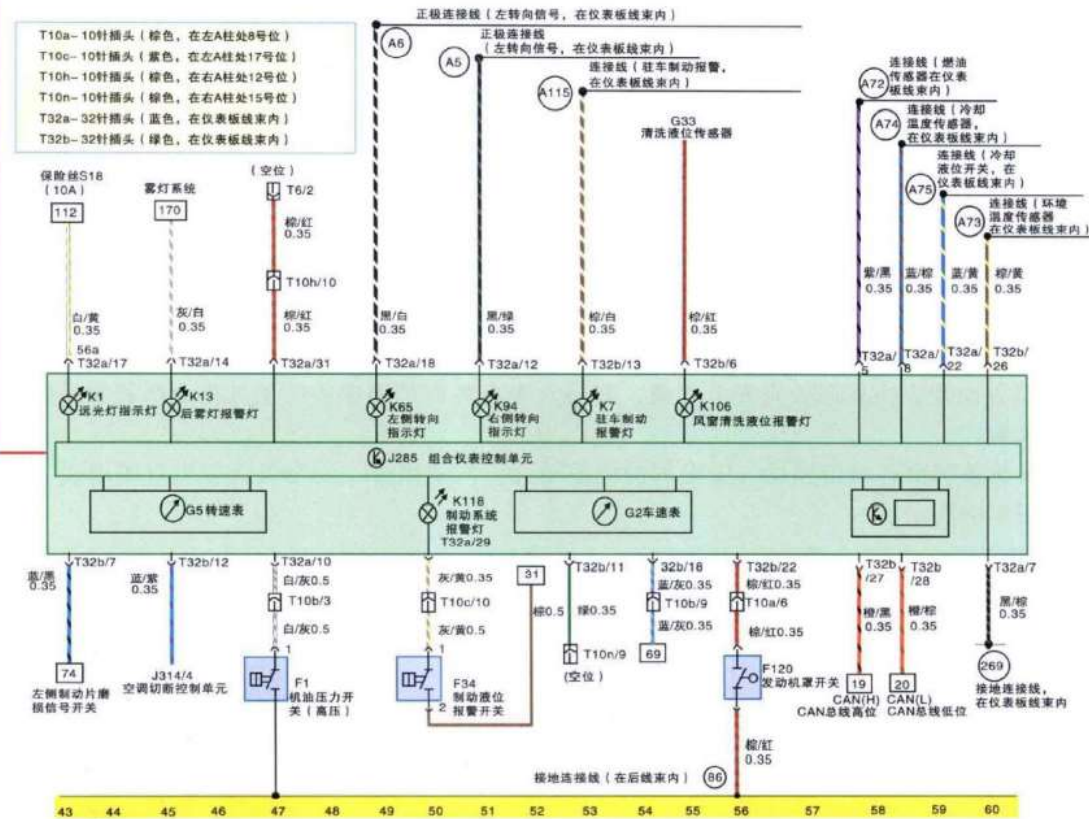 T10a-10针插头（棕色，在左A柱处8号位）
T10c-10针插头（紫色，在左A柱处17号位）
T10h-10针插头（棕色，在右A柱处12号位）
T10n-10针插头（棕色，在右A柱处15号位）
T32a-32针插头（蓝色，在仪表板线束内）
T32b-32针插头（绿色，在仪表板线束内）
正极连接线（左转向信号，在仪表板线束内）
A6
正极连接线
（左转向信号，在仪表板线束内）
A5
连接线（驻车制动报警，
在仪表板线束内）
A115
G33
清洗液位传感器
连接线（燃油
传感器在仪表
板线束内）
A72
连接线（冷却
温度传感器，
在仪表板线束内）
A74
连接线（冷却
液位开关，在
仪表板线束内）
A75
连接线（环境
温度传感器
在仪表板线束内）
A73
保险丝S18
（10A）
112
雾灯系统
170
（空位）
T6/2
棕/红
0.35
T10h/10
白/黄
0.35
灰/白
0.35
棕/红
0.35
黑/白
0.35
黑/绿
0.35
棕/白
0.35
棕/红
0.35
紫/黑
0.35
蓝/棕
0.35
蓝/黄
0.35
棕/黄
0.35
56a
T32a/17
T32a/14
T32a/31
T32a/18
T32a/12
T32b/13
T32b/6
T32a/
5
T32a/
8
T32a/
22
T32b/
26
K1
远光灯指示灯
K13
后雾灯报警灯
K65
左侧转向
指示灯
K94
右侧转向
指示灯
K7
驻车制动
报警灯
K106
风窗清洗液位报警灯
J285 组合仪表控制单元
G5转速表
K118
制动系统
报警灯
T32a/29
G2车速表
T32b/7
T32b/12
T32a/10
T32b/11
32b/16
T32b/22
T32b
/27
T32b
/28
T32a/7
蓝/黑
0.35
蓝/紫
0.35
白/灰0.5
T10b/3
白/灰0.5
灰/黄0.35
T10c/10
灰/黄0.5
31
棕0.5
绿0.35
T10n/9
（空位）
蓝/灰0.35
T10b/9
蓝/灰0.35
69
棕/红0.35
T10a/6
棕/红0.35
橙/黑
0.35
橙/棕
0.35
黑/棕
0.35
74
左侧制动片磨
损信号开关
J314/4
空调切断控制单元
1
F1
机油压力开
关（高压）
1
F34
制动液位
报警开关
2
F120
发动机罩开关
19
CAN(H)
CAN总线高位
20
CAN(L)
CAN总线低位
269
接地连接线，
在仪表板线束内
棕/红
0.35
接地连接线（在后线束内）
86
43 44 45 46 47 48 49 50 51 52 53 54 55 56 57 58 59 60